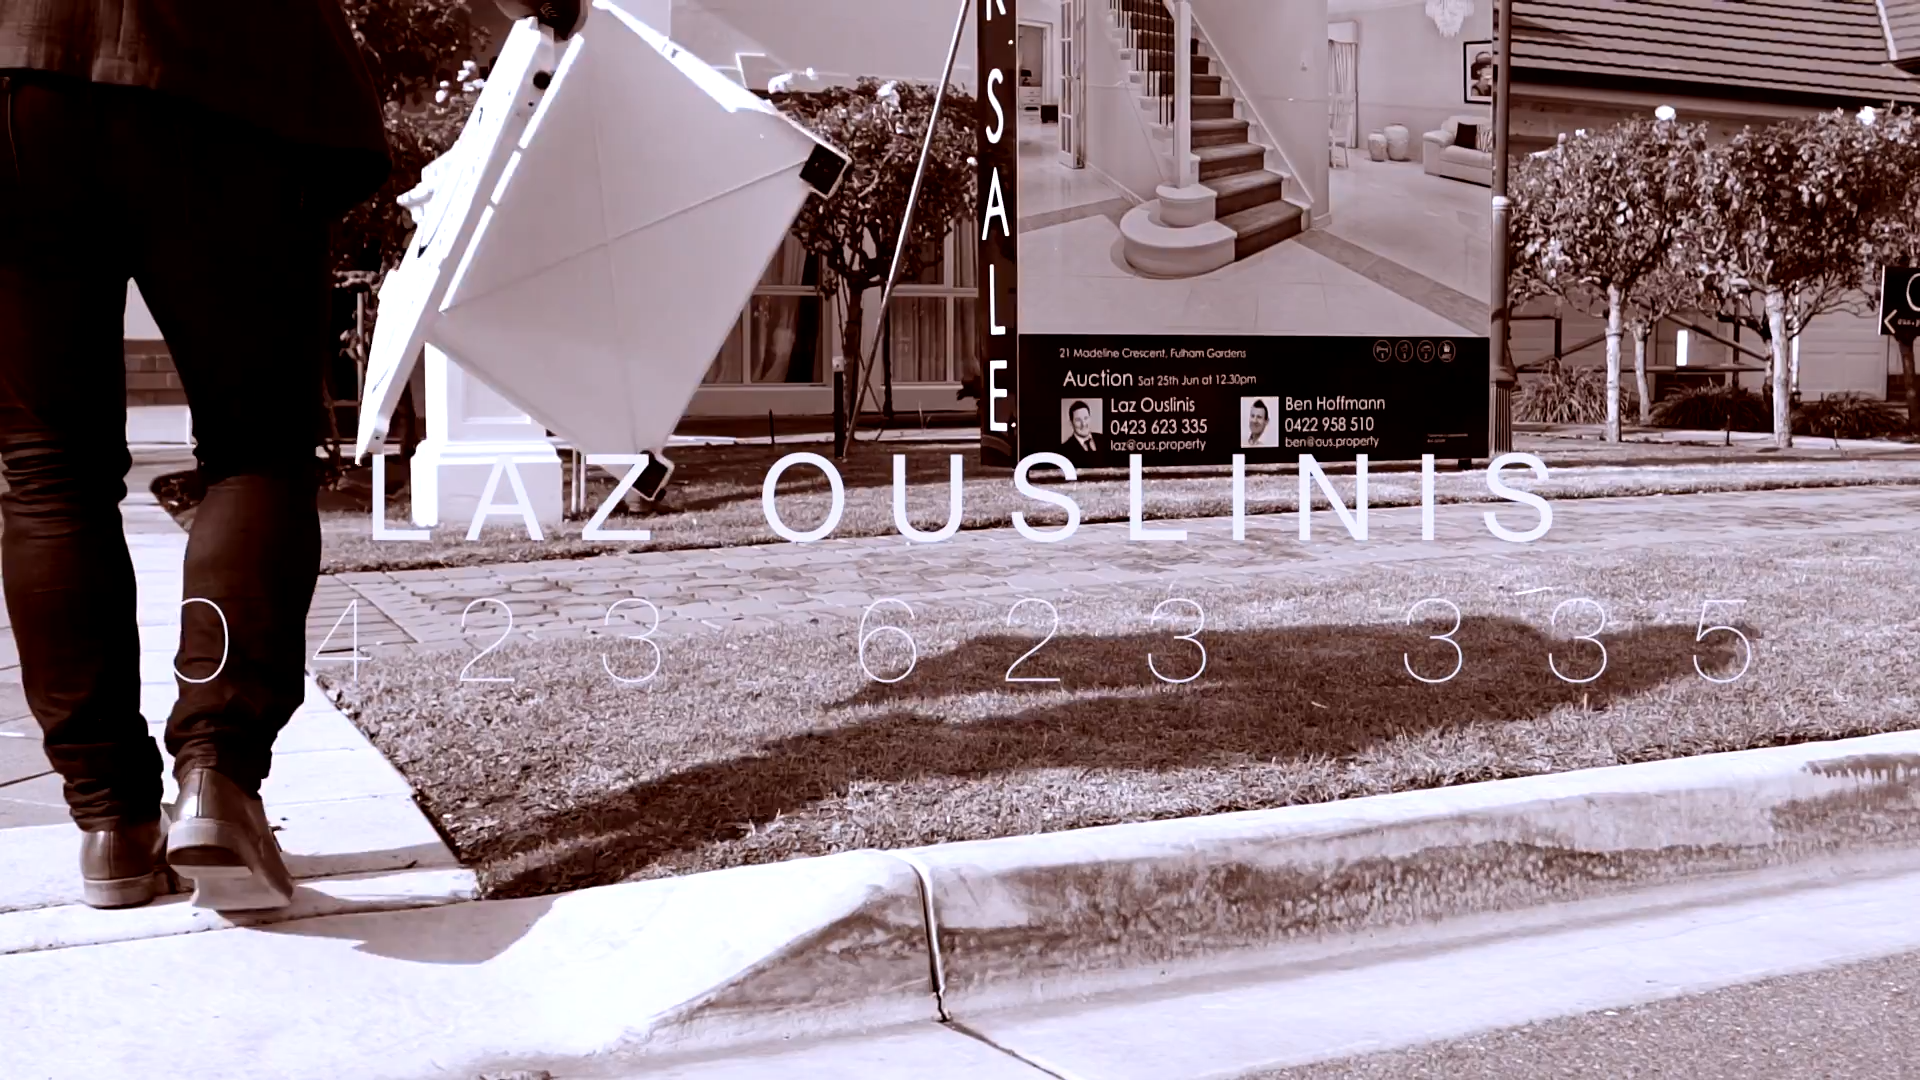 R SALE
21 Madeline Crescent, Fulham Gardens
Auction Sat 25th Jun at 12.30pm
Laz Ouslinis
0423 623 335
laz@ous.property
Ben Hoffmann
0422 958 510
ben@ous.property
LAZ OUSLINIS
0423 623 335